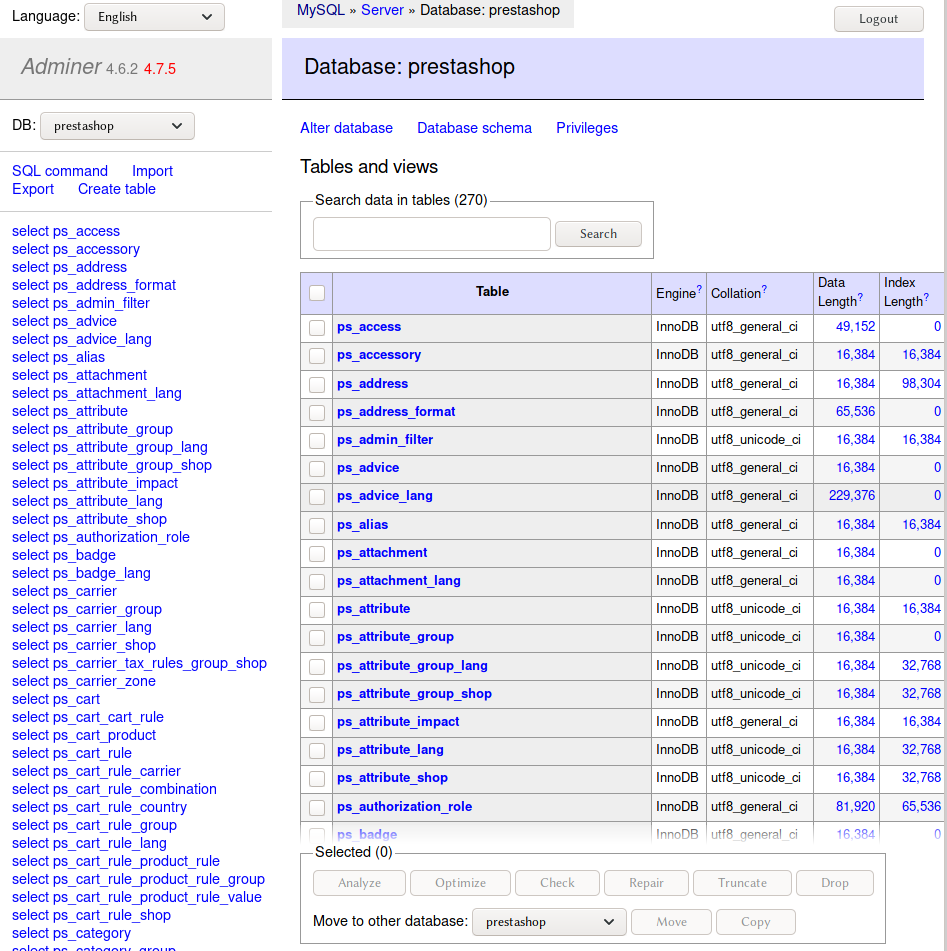 Language: English
MySQL » Server » Database: prestashop
Logout
Adminer 4.6.2 4.7.5
Database: prestashop
DB: prestashop
Alter database Database schema Privileges
SQL command Import
Export Create table
Tables and views
Search data in tables (270)
Search
select ps_access
select ps_accessory
select ps_address
select ps_address_format
select ps_admin_filter
select ps_advice
select ps_advice_lang
select ps_alias
select ps_attachment
select ps_attachment_lang
select ps_attribute
select ps_attribute_group
select ps_attribute_group_lang
select ps_attribute_group_shop
select ps_attribute_impact
select ps_attribute_lang
select ps_attribute_shop
select ps_authorization_role
select ps_badge
select ps_badge_lang
select ps_carrier
select ps_carrier_group
select ps_carrier_lang
select ps_carrier_shop
select ps_carrier_tax_rules_group_shop
select ps_carrier_zone
select ps_cart
select ps_cart_cart_rule
select ps_cart_product
select ps_cart_rule
select ps_cart_rule_carrier
select ps_cart_rule_combination
select ps_cart_rule_country
select ps_cart_rule_group
select ps_cart_rule_lang
select ps_cart_rule_product_rule
select ps_cart_rule_product_rule_group
select ps_cart_rule_product_rule_value
select ps_cart_rule_shop
select ps_category
select ps_category_group
Table Engine? Collation? Data Length? Index Length?
ps_access InnoDB utf8_general_ci 49,152 0
ps_accessory InnoDB utf8_general_ci 16,384 16,384
ps_address InnoDB utf8_general_ci 16,384 98,304
ps_address_format InnoDB utf8_general_ci 65,536 0
ps_admin_filter InnoDB utf8_unicode_ci 16,384 16,384
ps_advice InnoDB utf8_general_ci 16,384 0
ps_advice_lang InnoDB utf8_general_ci 229,376 0
ps_alias InnoDB utf8_general_ci 16,384 16,384
ps_attachment InnoDB utf8_general_ci 16,384 0
ps_attachment_lang InnoDB utf8_general_ci 16,384 0
ps_attribute InnoDB utf8_unicode_ci 16,384 16,384
ps_attribute_group InnoDB utf8_unicode_ci 16,384 0
ps_attribute_group_lang InnoDB utf8_unicode_ci 16,384 32,768
ps_attribute_group_shop InnoDB utf8_unicode_ci 16,384 32,768
ps_attribute_impact InnoDB utf8_general_ci 16,384 16,384
ps_attribute_lang InnoDB utf8_unicode_ci 16,384 32,768
ps_attribute_shop InnoDB utf8_unicode_ci 16,384 32,768
ps_authorization_role InnoDB utf8_general_ci 81,920 65,536
ps_badge InnoDB utf8_general_ci 16,384 0
Selected (0)
Analyze Optimize Check Repair Truncate Drop
Move to other database: prestashop Move Copy